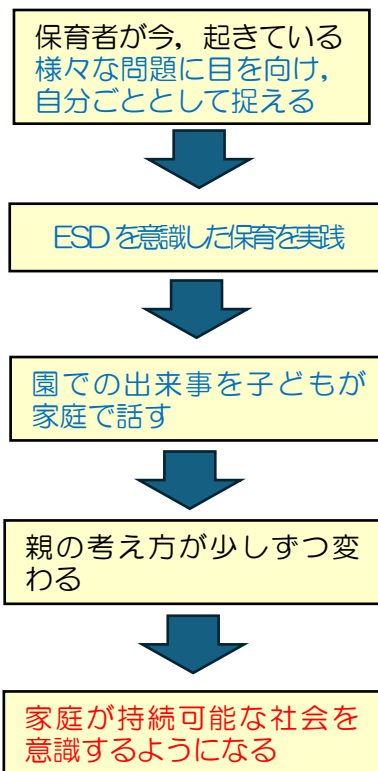 保育者が今，起きている
様々な問題に目を向け，
自分ごととして捉える
ESDを意識した保育を実践
園での出来事を子どもが
家庭で話す
親の考え方が少しずつ変
わる
家庭が持続可能な社会を
意識するようになる